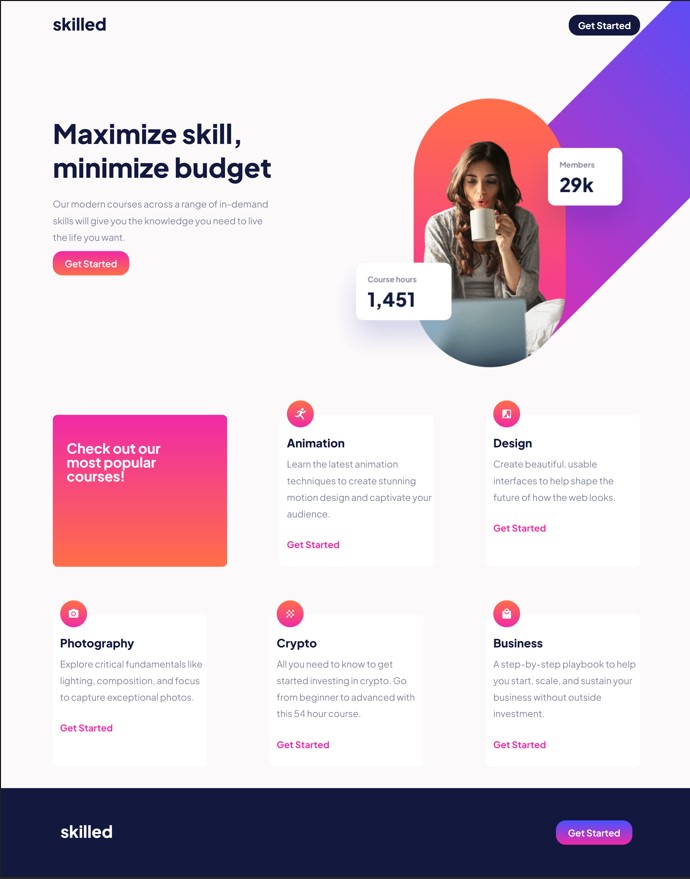 skilled
Get Started
Maximize skill,
minimize budget
Our modern courses across a range of in-demand
skills will give you the knowledge you need to live
the life you want.
Get Started
Members
29k
Course hours
1,451
Check out our
most popular
courses!
Animation
Learn the latest animation
techniques to create stunning
motion design and captivate your
audience.
Get Started
Design
Create beautiful, usable
interfaces to help shape the
future of how the web looks.
Get Started
Photography
Explore critical fundamentals like
lighting, composition, and focus
to capture exceptional photos.
Get Started
Crypto
All you need to know to get
started investing in crypto. Go
from beginner to advanced with
this 54 hour course.
Get Started
Business
A step-by-step playbook to help
you start, scale, and sustain your
business without outside
investment.
Get Started
skilled
Get Started